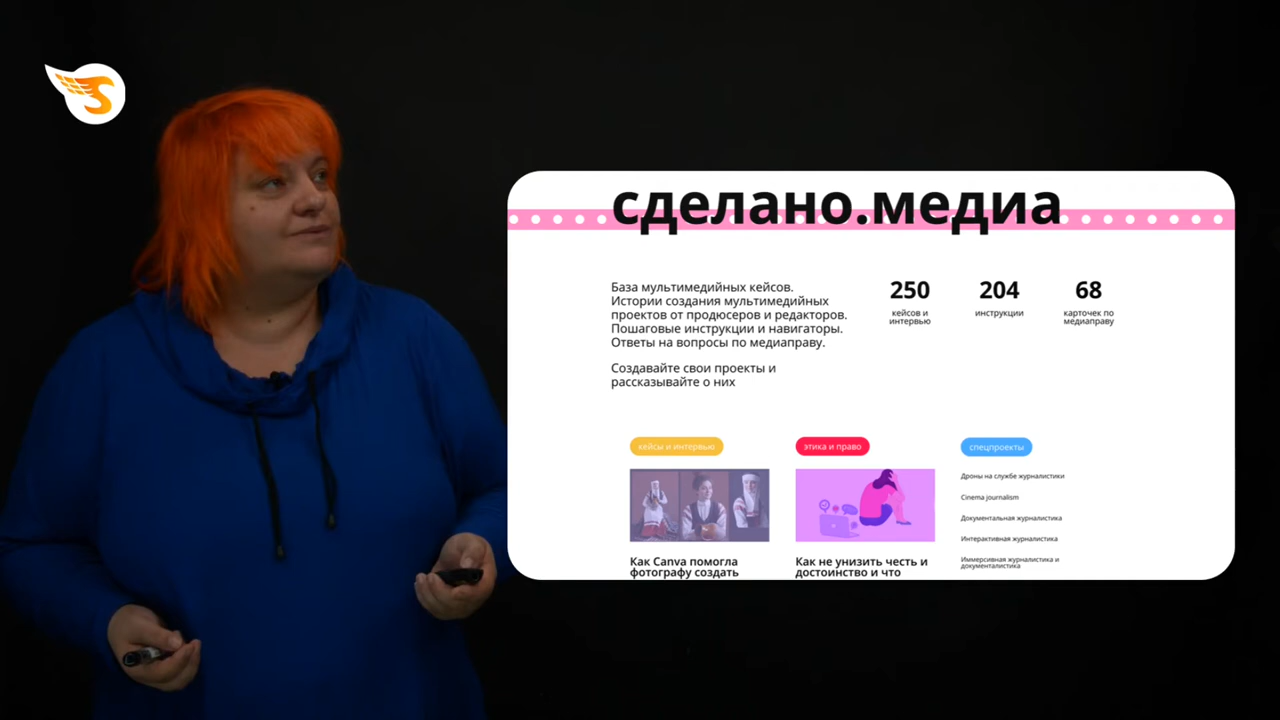 S
сделано.медиа
База мультимедийных кейсов.
Истории создания мультимедийных
проектов от продюсеров и редакторов.
Пошаговые инструкции и навигаторы.
Ответы на вопросы по медиаправу.
Создавайте свои проекты и
рассказывайте о них
250
кейсов и
интервью
204
инструкции
68
карточек по
медиаправу
кейсы и интервью
Как Canva помогла
фотографу создать
этика и право
Как не унизить честь и
достоинство и что
спецпроекты
Дроны на службе журналистики
Cinema journalism
Документальная журналистика
Интерактивная журналистика
Иммерсивная журналистика и
документалистика